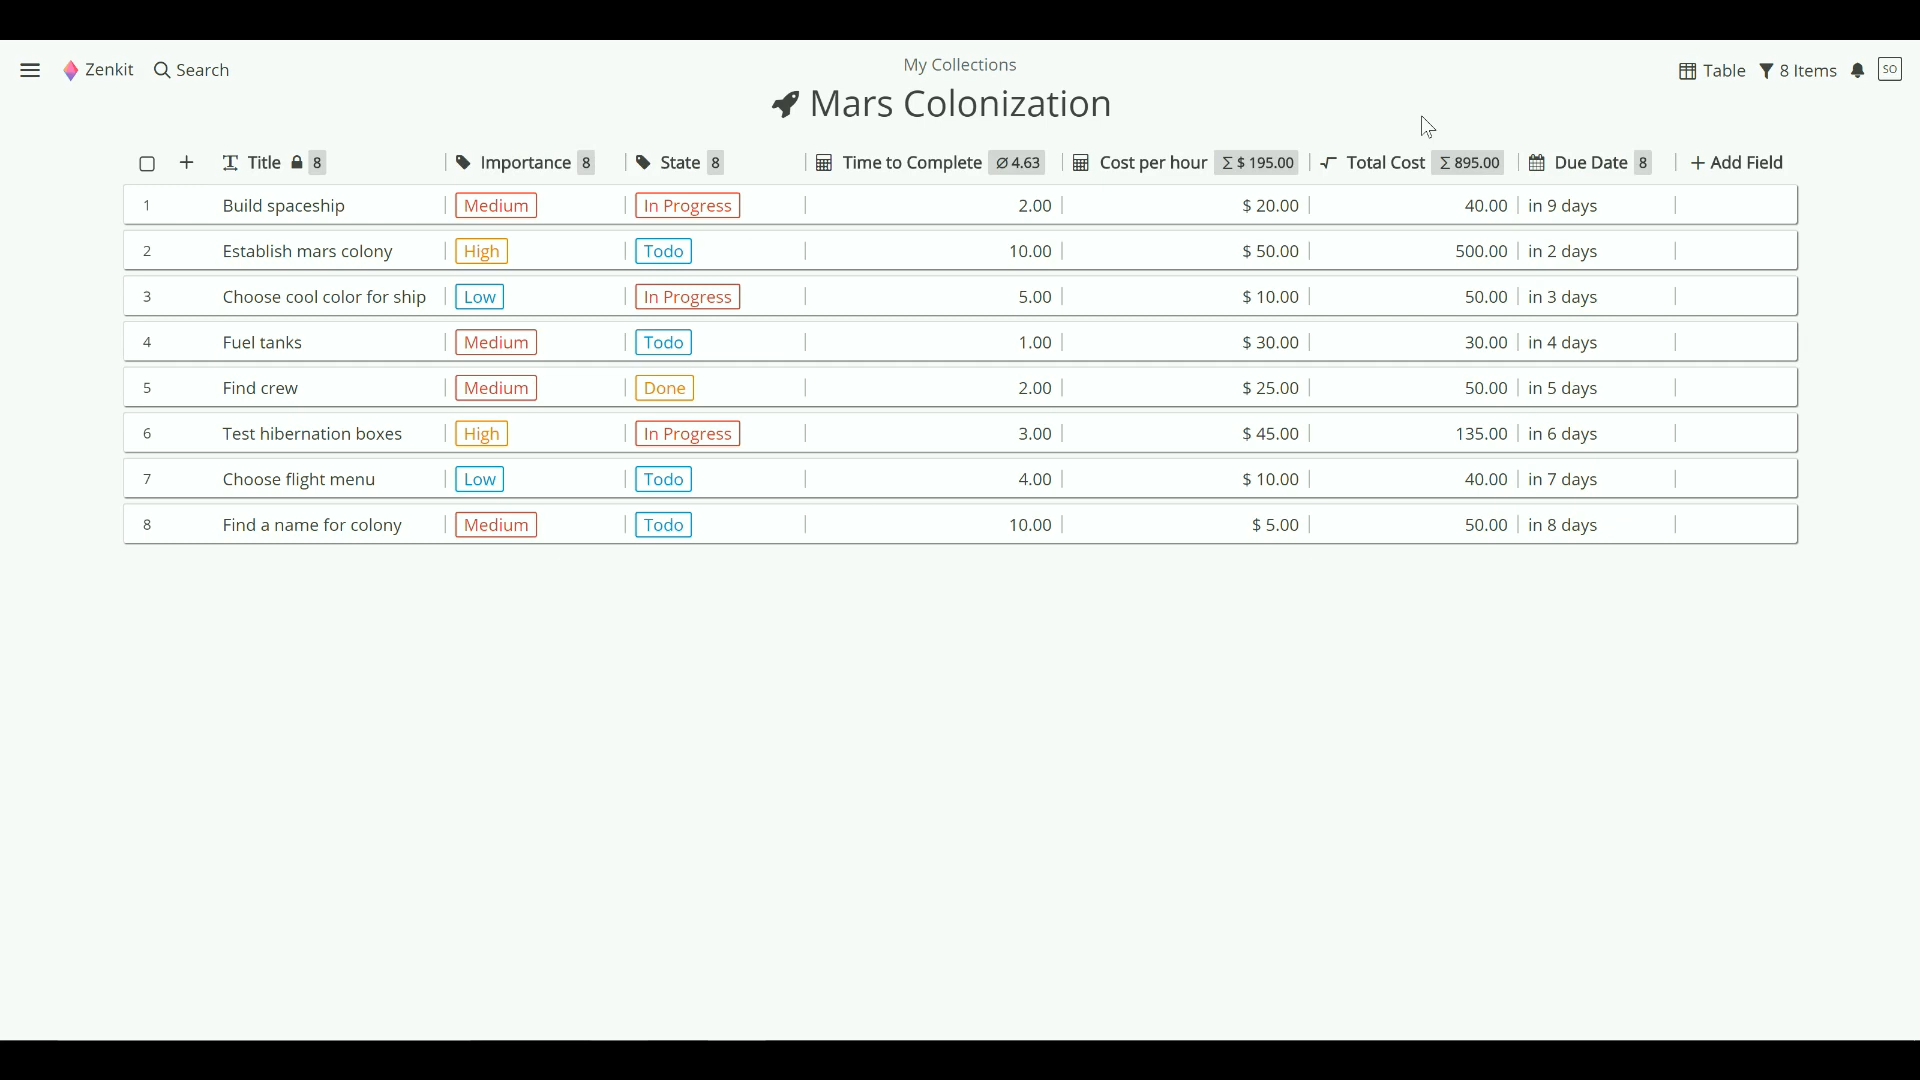 Zenkit Search My Collections Table 8 Items SO
Mars Colonization
+ Title 8 Importance 8 State 8 Time to Complete Ø 4.63 Cost per hour Σ $ 195.00 Total Cost Σ 895.00 Due Date 8 + Add Field
1 Build spaceship Medium In Progress 2.00 $ 20.00 40.00 in 9 days
2 Establish mars colony High Todo 10.00 $ 50.00 500.00 in 2 days
3 Choose cool color for ship Low In Progress 5.00 $ 10.00 50.00 in 3 days
4 Fuel tanks Medium Todo 1.00 $ 30.00 30.00 in 4 days
5 Find crew Medium Done 2.00 $ 25.00 50.00 in 5 days
6 Test hibernation boxes High In Progress 3.00 $ 45.00 135.00 in 6 days
7 Choose flight menu Low Todo 4.00 $ 10.00 40.00 in 7 days
8 Find a name for colony Medium Todo 10.00 $ 5.00 50.00 in 8 days